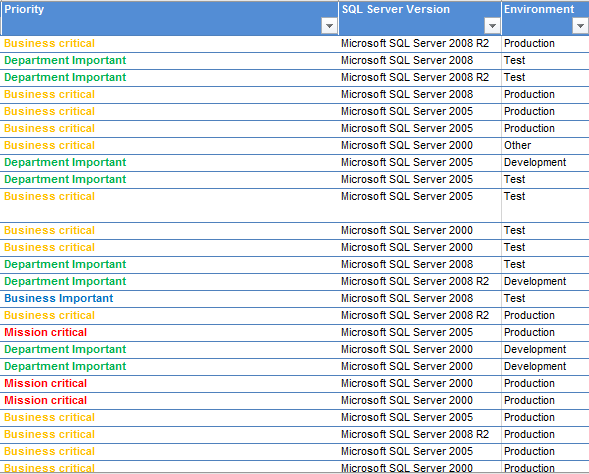 Priority SQL Server Version Environment
Business critical Microsoft SQL Server 2008 R2 Production
Department Important Microsoft SQL Server 2008 Test
Department Important Microsoft SQL Server 2008 R2 Test
Business critical Microsoft SQL Server 2008 Production
Business critical Microsoft SQL Server 2005 Production
Business critical Microsoft SQL Server 2005 Production
Business critical Microsoft SQL Server 2000 Other
Department Important Microsoft SQL Server 2005 Development
Department Important Microsoft SQL Server 2005 Test
Business critical Microsoft SQL Server 2005 Test
Business critical Microsoft SQL Server 2000 Test
Business critical Microsoft SQL Server 2000 Test
Department Important Microsoft SQL Server 2008 Test
Department Important Microsoft SQL Server 2008 R2 Development
Business Important Microsoft SQL Server 2008 Test
Business critical Microsoft SQL Server 2008 R2 Production
Mission critical Microsoft SQL Server 2005 Production
Department Important Microsoft SQL Server 2000 Development
Department Important Microsoft SQL Server 2000 Development
Mission critical Microsoft SQL Server 2000 Production
Mission critical Microsoft SQL Server 2000 Production
Business critical Microsoft SQL Server 2005 Production
Business critical Microsoft SQL Server 2008 R2 Production
Business critical Microsoft SQL Server 2005 Production
Business critical Microsoft SQL Server 2000 Production